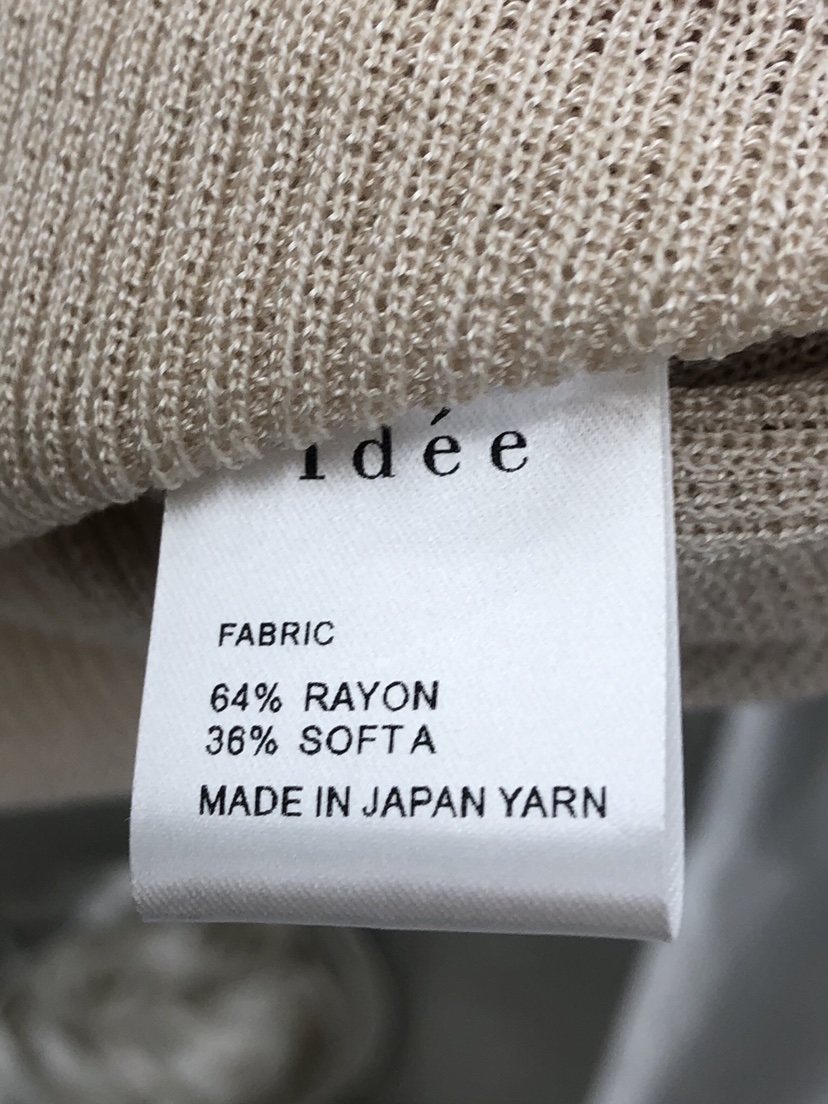 idée
FABRIC
64% RAYON
36% SOFTA
MADE IN JAPAN YARN